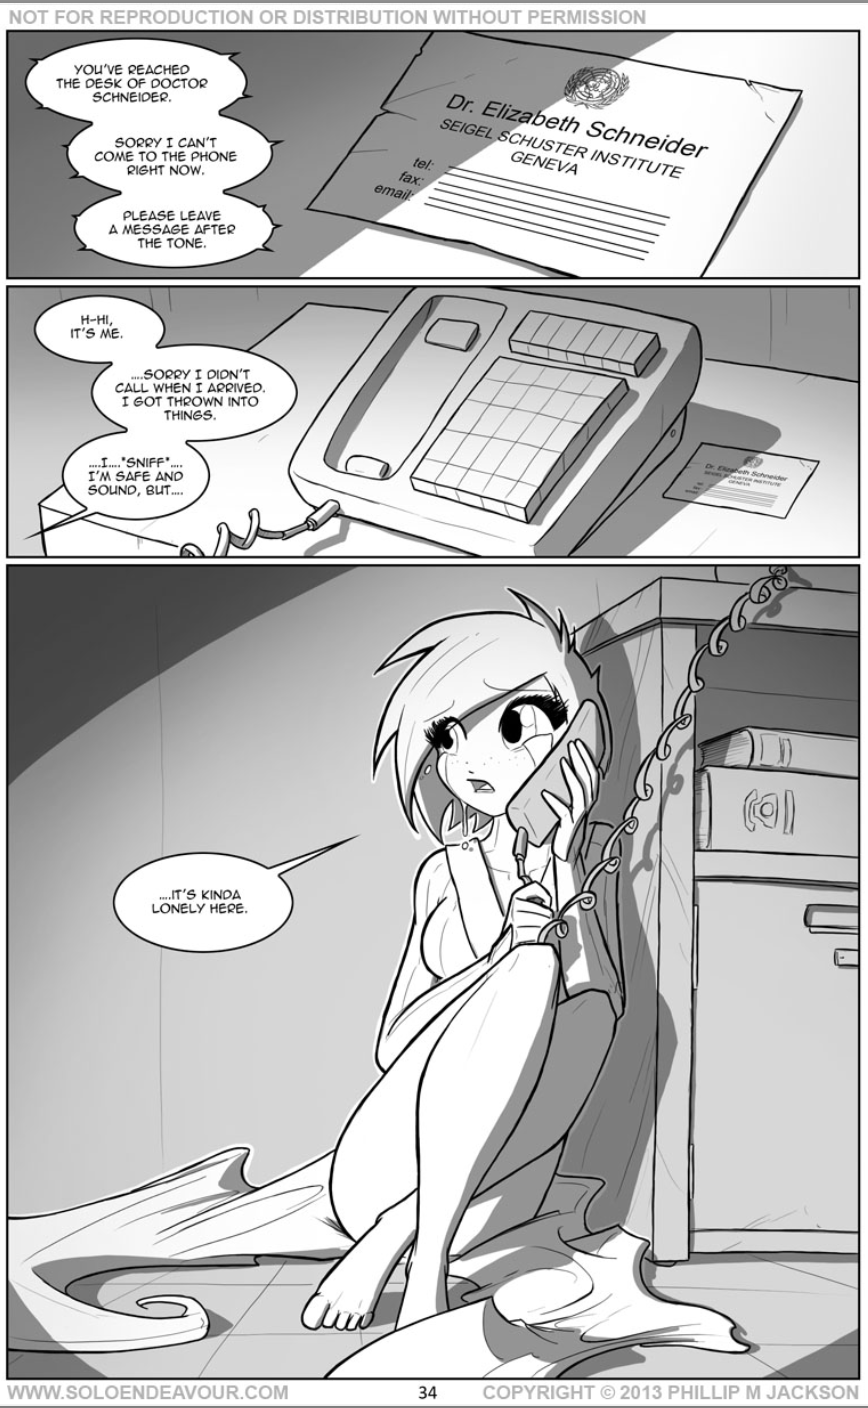 NOT FOR REPRODUCTION OR DISTRIBUTION WITHOUT PERMISSION
YOU'VE REACHED
THE DESK OF DOCTOR
SCHNEIDER.
SORRY I CAN'T
COME TO THE PHONE
RIGHT NOW.
PLEASE LEAVE
A MESSAGE AFTER
THE TONE.
Dr. Elizabeth Schneider
SEIGEL SCHUSTER INSTITUTE
GENEVA
tel:
fax:
email:
H-HI,
IT'S ME.
....SORRY I DIDN'T
CALL WHEN I ARRIVED.
I GOT THROWN INTO
THINGS.
....I....*SNIFF*....
I'M SAFE AND
SOUND, BUT....
Dr. Elizabeth Schneider
SEIGEL SCHUSTER INSTITUTE
GENEVA
....IT'S KINDA
LONELY HERE.
WWW.SOLOENDEAVOUR.COM
34
COPYRIGHT © 2013 PHILLIP M JACKSON